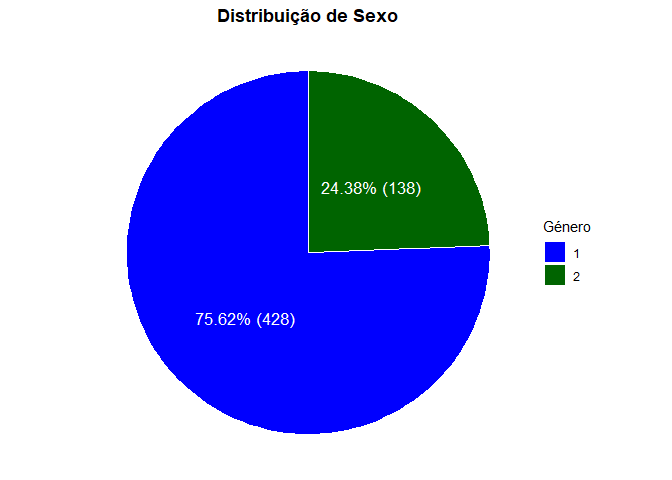 Distribuição de Sexo
24.38% (138)
75.62% (428)
Género
1
2